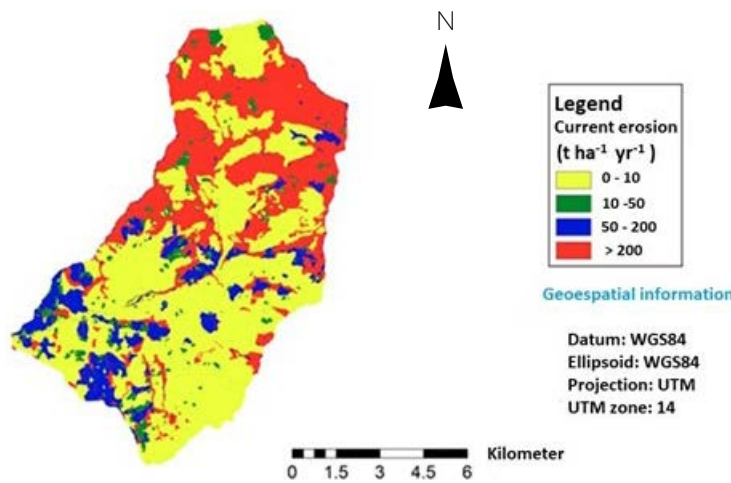 N
Legend
Current erosion
(t ha⁻¹ yr⁻¹ )
0 - 10
10 -50
50 - 200
> 200
Geoespatial information
Datum: WGS84
Ellipsoid: WGS84
Projection: UTM
UTM zone: 14
Kilometer
0 1.5 3 4.5 6